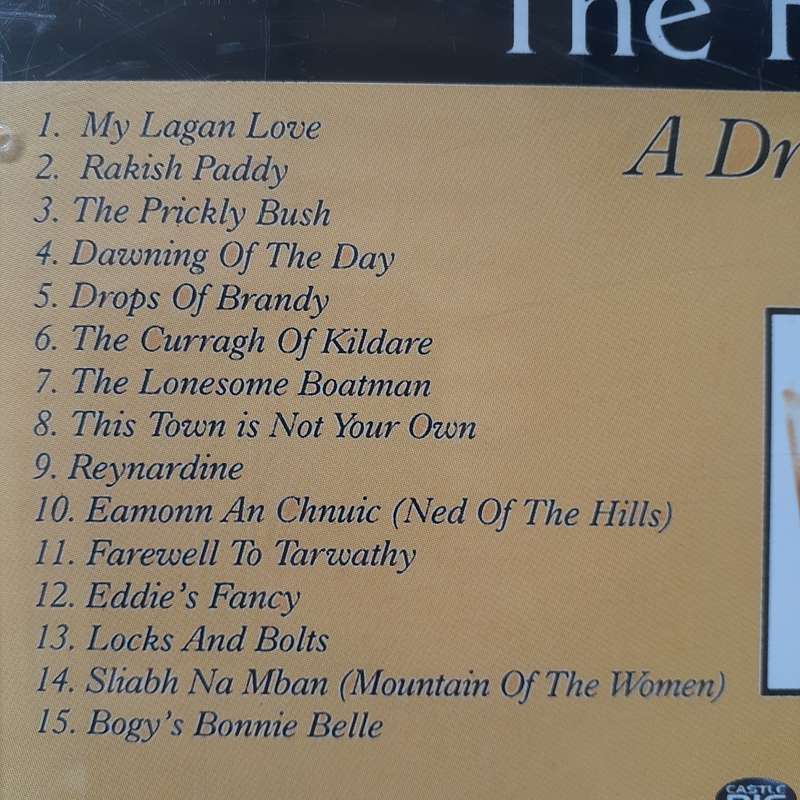 The
A Dr
1. My Lagan Love
2. Rakish Paddy
3. The Prickly Bush
4. Dawning Of The Day
5. Drops Of Brandy
6. The Curragh Of Kildare
7. The Lonesome Boatman
8. This Town is Not Your Own
9. Reynardine
10. Eamonn An Chnuic (Ned Of The Hills)
11. Farewell To Tarwathy
12. Eddie's Fancy
13. Locks And Bolts
14. Sliabh Na Mban (Mountain Of The Women)
15. Bogy's Bonnie Belle
CASTLE